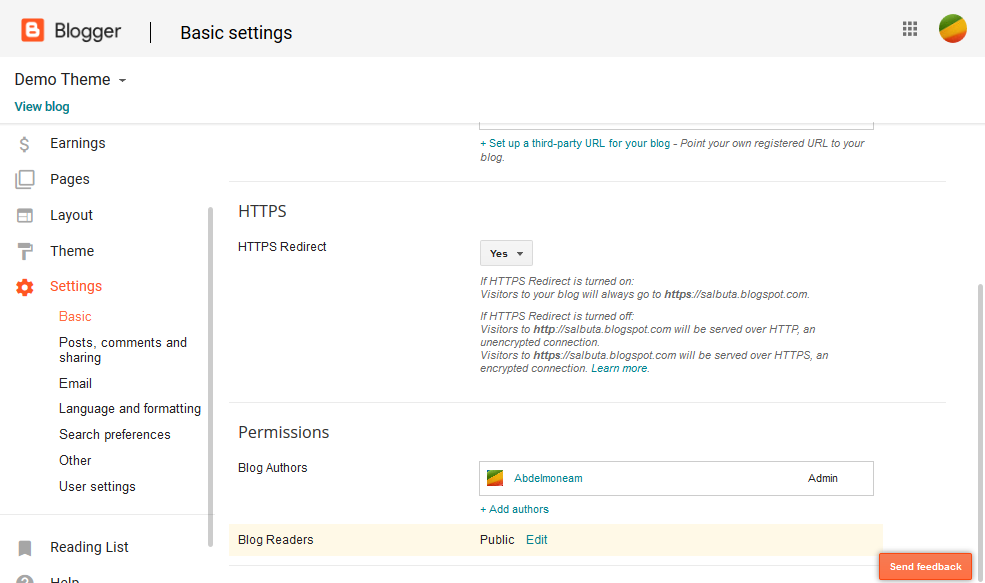 Blogger
Basic settings
Demo Theme
View blog
Earnings
Pages
Layout
Theme
Settings
Basic
Posts, comments and
sharing
Email
Language and formatting
Search preferences
Other
User settings
Reading List
Help
+ Set up a third-party URL for your blog - Point your own registered URL to your
blog.
HTTPS
HTTPS Redirect
Yes
If HTTPS Redirect is turned on:
Visitors to your blog will always go to https://salbuta.blogspot.com.
If HTTPS Redirect is turned off:
Visitors to http://salbuta.blogspot.com will be served over HTTP, an
unencrypted connection.
Visitors to https://salbuta.blogspot.com will be served over HTTPS, an
encrypted connection. Learn more.
Permissions
Blog Authors
Abdelmoneam Admin
+ Add authors
Blog Readers
Public Edit
Send feedback